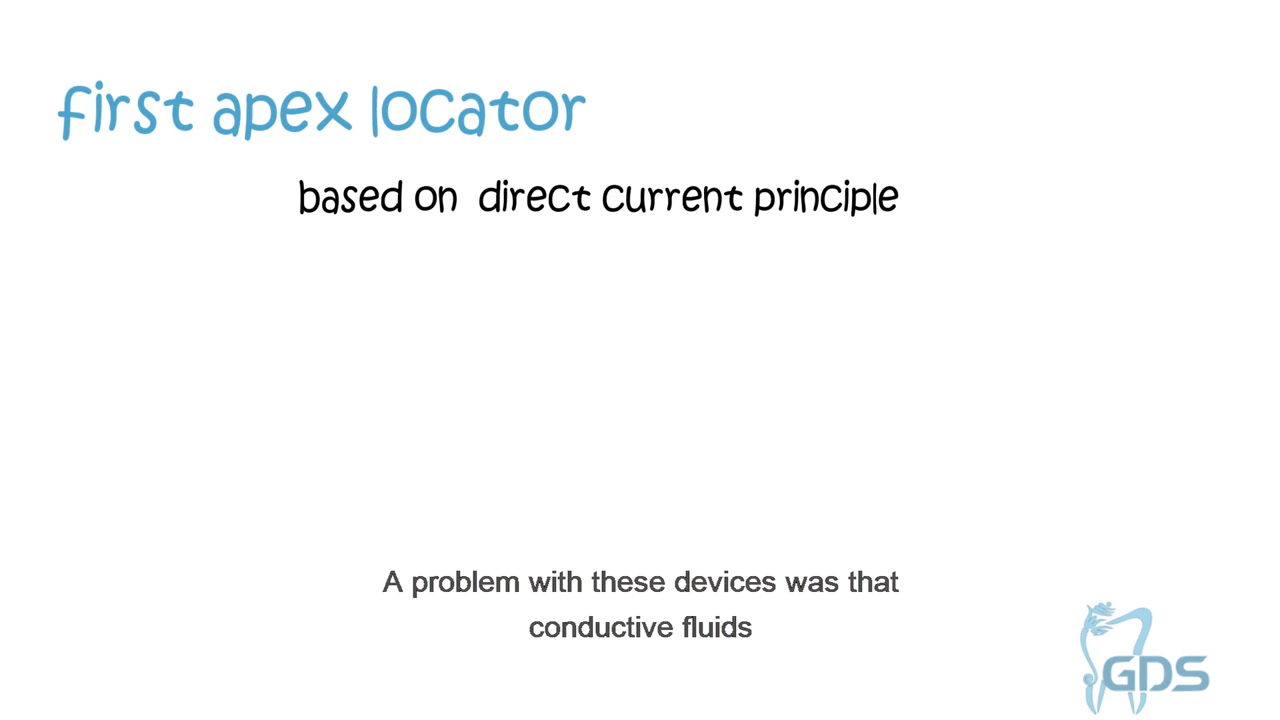 first apex locator
based on direct current principle
A problem with these devices was that
conductive fluids
GDS